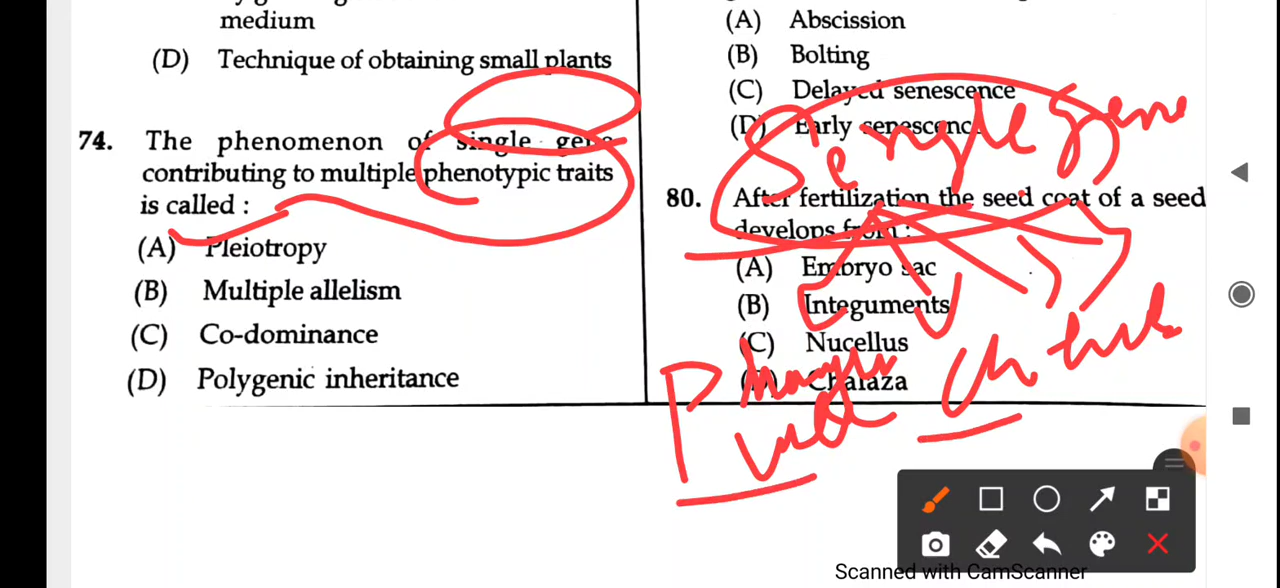 medium
(D) Technique of obtaining small plants
74. The phenomenon of single gene
contributing to multiple phenotypic traits
is called :
(A) Pleiotropy
(B) Multiple allelism
(C) Co-dominance
(D) Polygenic inheritance
(A) Abscission
(B) Bolting
(C) Delayed senescence
(D) Early senescence
Sengle gene
80. After fertilization the seed coat of a seed
develops from :
(A) Embryo sac
(B) Integuments
(C) Nucellus
(D) Chalaza
Scanned with CamScanner